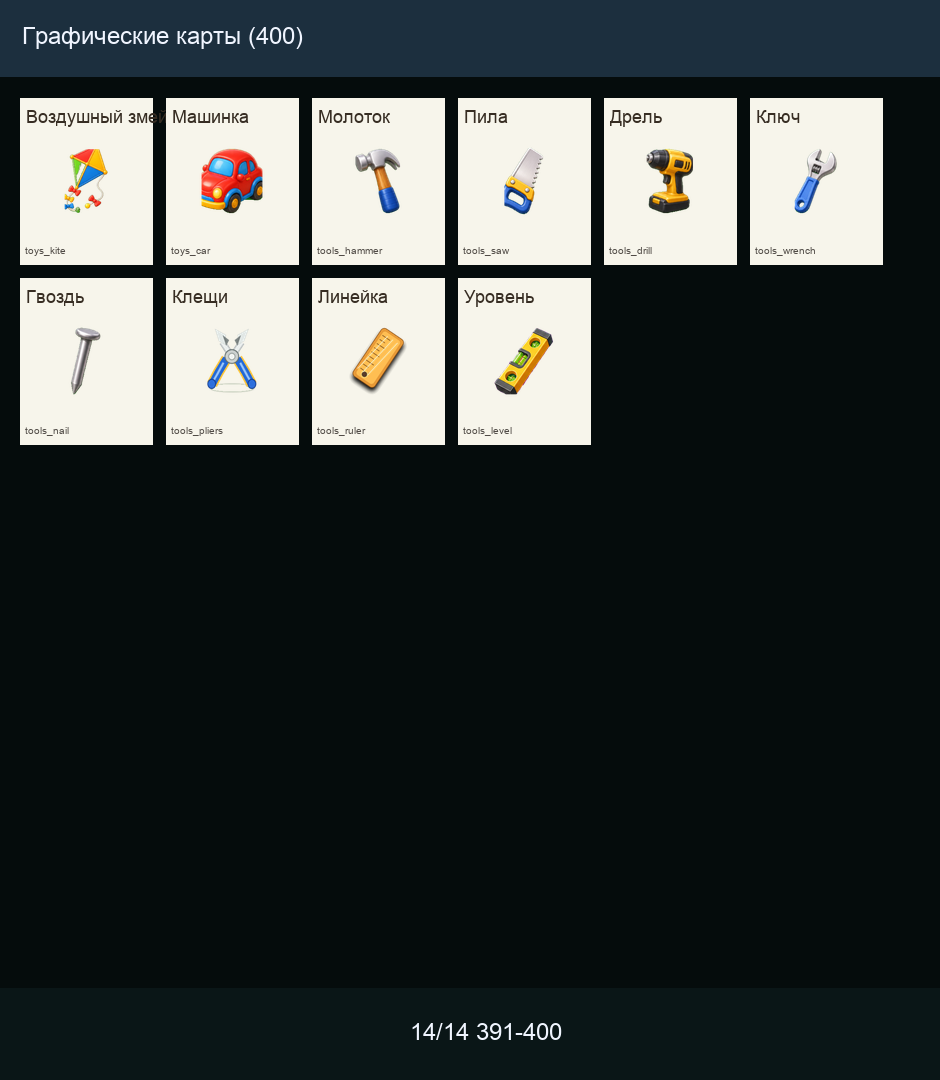 Графические карты (400)
Воздушный змей
Машинка
Молоток
Пила
Дрель
Ключ
toys_kite
toys_car
tools_hammer
tools_saw
tools_drill
tools_wrench
Гвоздь
Клещи
Линейка
Уровень
tools_nail
tools_pliers
tools_ruler
tools_level
14/14 391-400